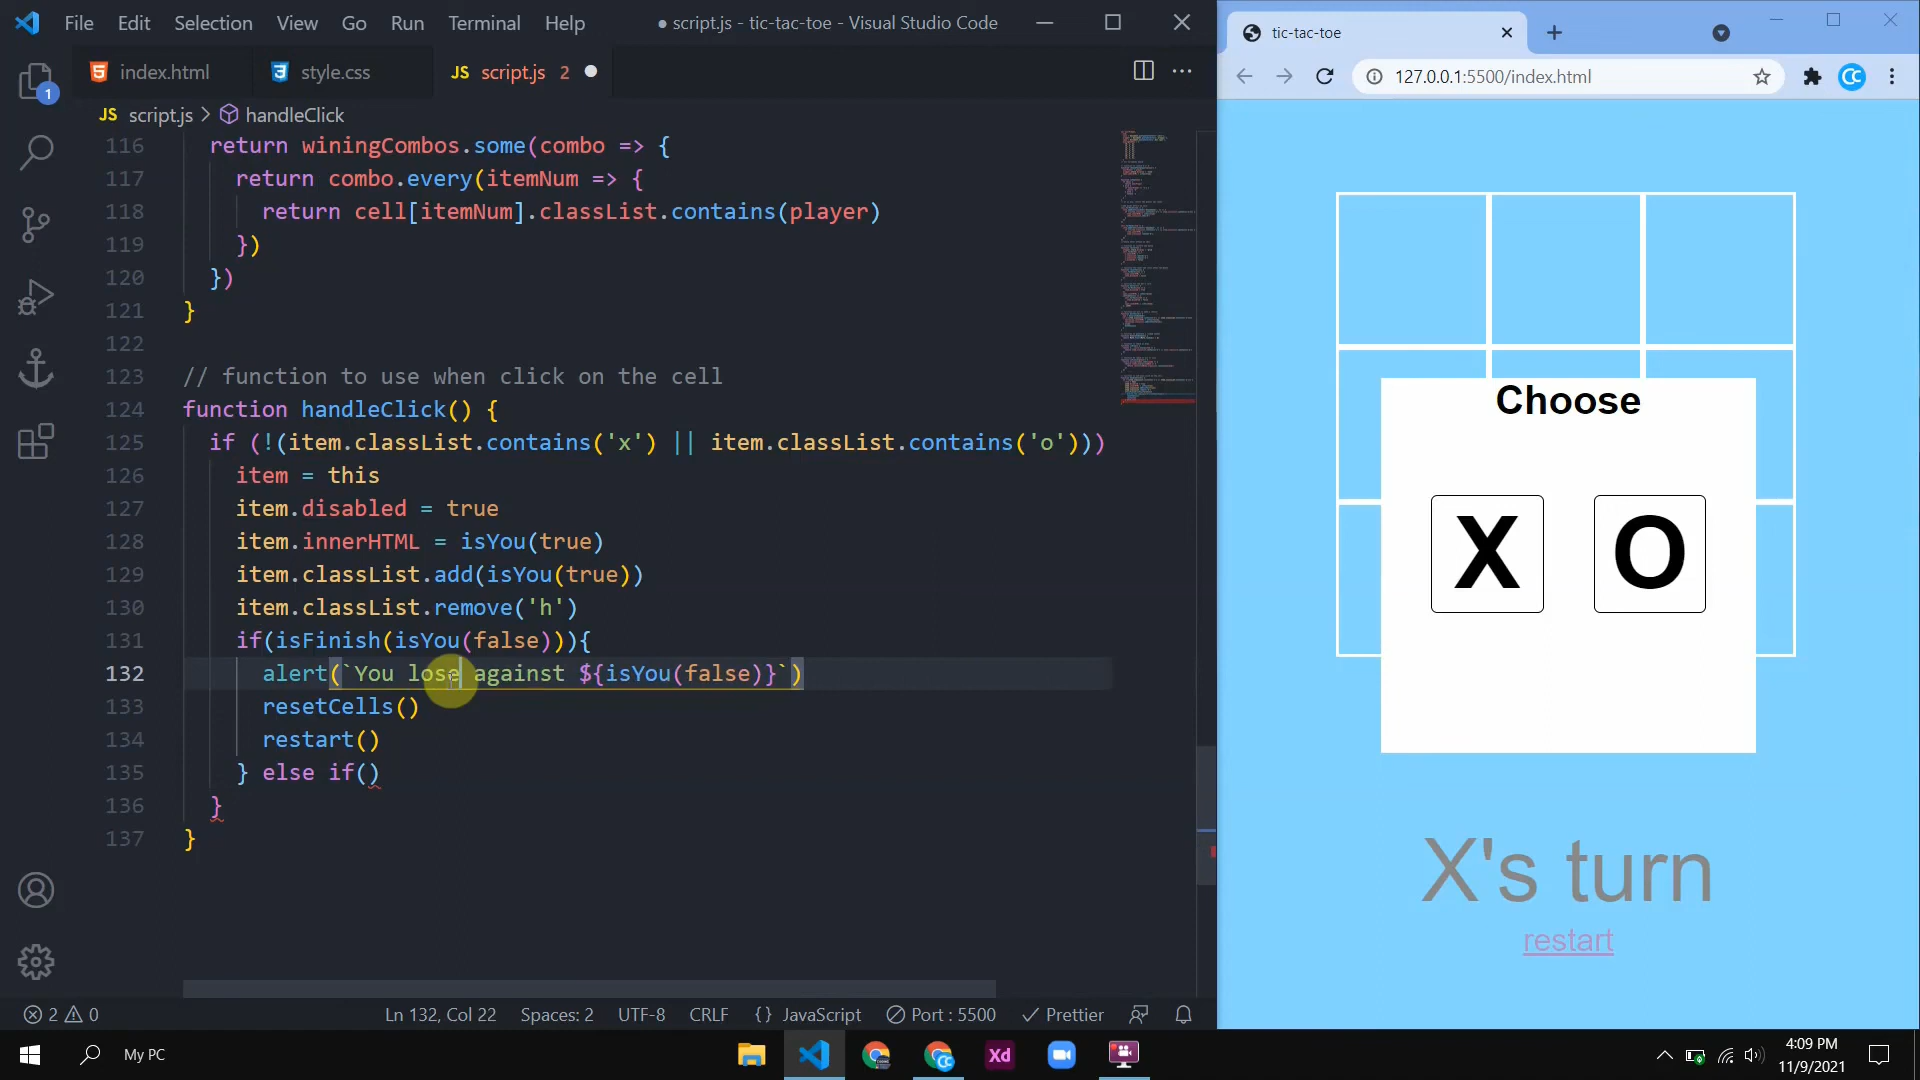 File Edit Selection View Go Run Terminal Help
● script.js - tic-tac-toe - Visual Studio Code
index.html style.css JS script.js 2
JS script.js > handleClick
116 return winingCombos.some(combo => {
117 return combo.every(itemNum => {
118 return cell[itemNum].classList.contains(player)
119 })
120 })
121 }
122
123 // function to use when click on the cell
124 function handleClick() {
125 if (!(item.classList.contains('x') || item.classList.contains('o')))
126 item = this
127 item.disabled = true
128 item.innerHTML = isYou(true)
129 item.classList.add(isYou(true))
130 item.classList.remove('h')
131 if(isFinish(isYou(false))){
132 alert(`You lose against ${isYou(false)}`)
133 resetCells()
134 restart()
135 } else if()
136 }
137 }
1
2 0 Ln 132, Col 22 Spaces: 2 UTF-8 CRLF {} JavaScript Port : 5500 Prettier
tic-tac-toe
127.0.0.1:5500/index.html
CC
Choose
X O
X's turn
restart
My PC
Xd
CC
4:09 PM
11/9/2021